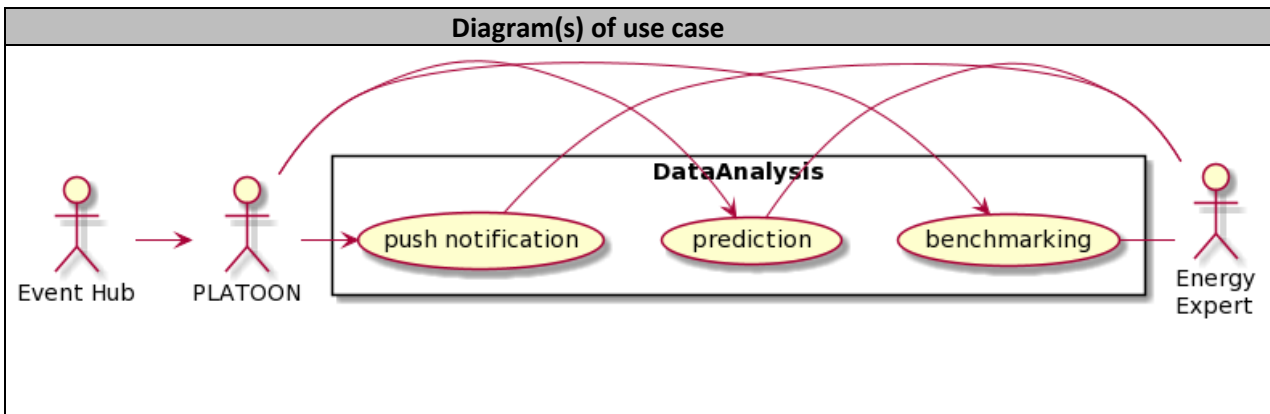 Diagram(s) of use case
DataAnalysis
push notification
prediction
benchmarking
Event Hub
PLATOON
Energy
Expert